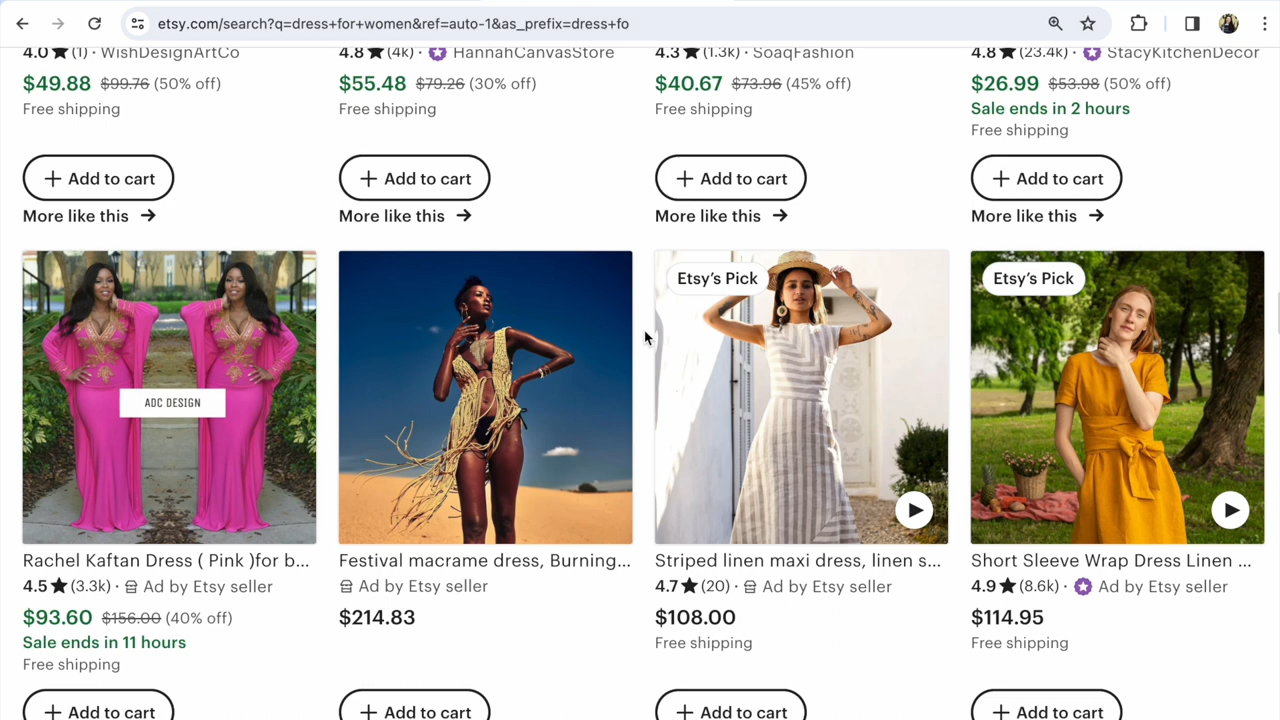 etsy.com/search?q=dress+for+women&ref=auto-1&as_prefix=dress+fo
4.0 (1) · WishDesignArtCo
$49.88 $99.76 (50% off)
Free shipping
+ Add to cart
More like this →
4.8 (4k) · HannahCanvasStore
$55.48 $79.26 (30% off)
Free shipping
+ Add to cart
More like this →
4.3 (1.3k) · SoaqFashion
$40.67 $73.96 (45% off)
Free shipping
+ Add to cart
More like this →
4.8 (23.4k) · StacyKitchenDecor
$26.99 $53.98 (50% off)
Sale ends in 2 hours
Free shipping
+ Add to cart
More like this →
ADC DESIGN
Rachel Kaftan Dress ( Pink )for b...
4.5 (3.3k) · Ad by Etsy seller
$93.60 $156.00 (40% off)
Sale ends in 11 hours
Free shipping
+ Add to cart
Festival macrame dress, Burning...
Ad by Etsy seller
$214.83
+ Add to cart
Etsy's Pick
Striped linen maxi dress, linen s...
4.7 (20) · Ad by Etsy seller
$108.00
Free shipping
+ Add to cart
Etsy's Pick
Short Sleeve Wrap Dress Linen ...
4.9 (8.6k) · Ad by Etsy seller
$114.95
Free shipping
+ Add to cart